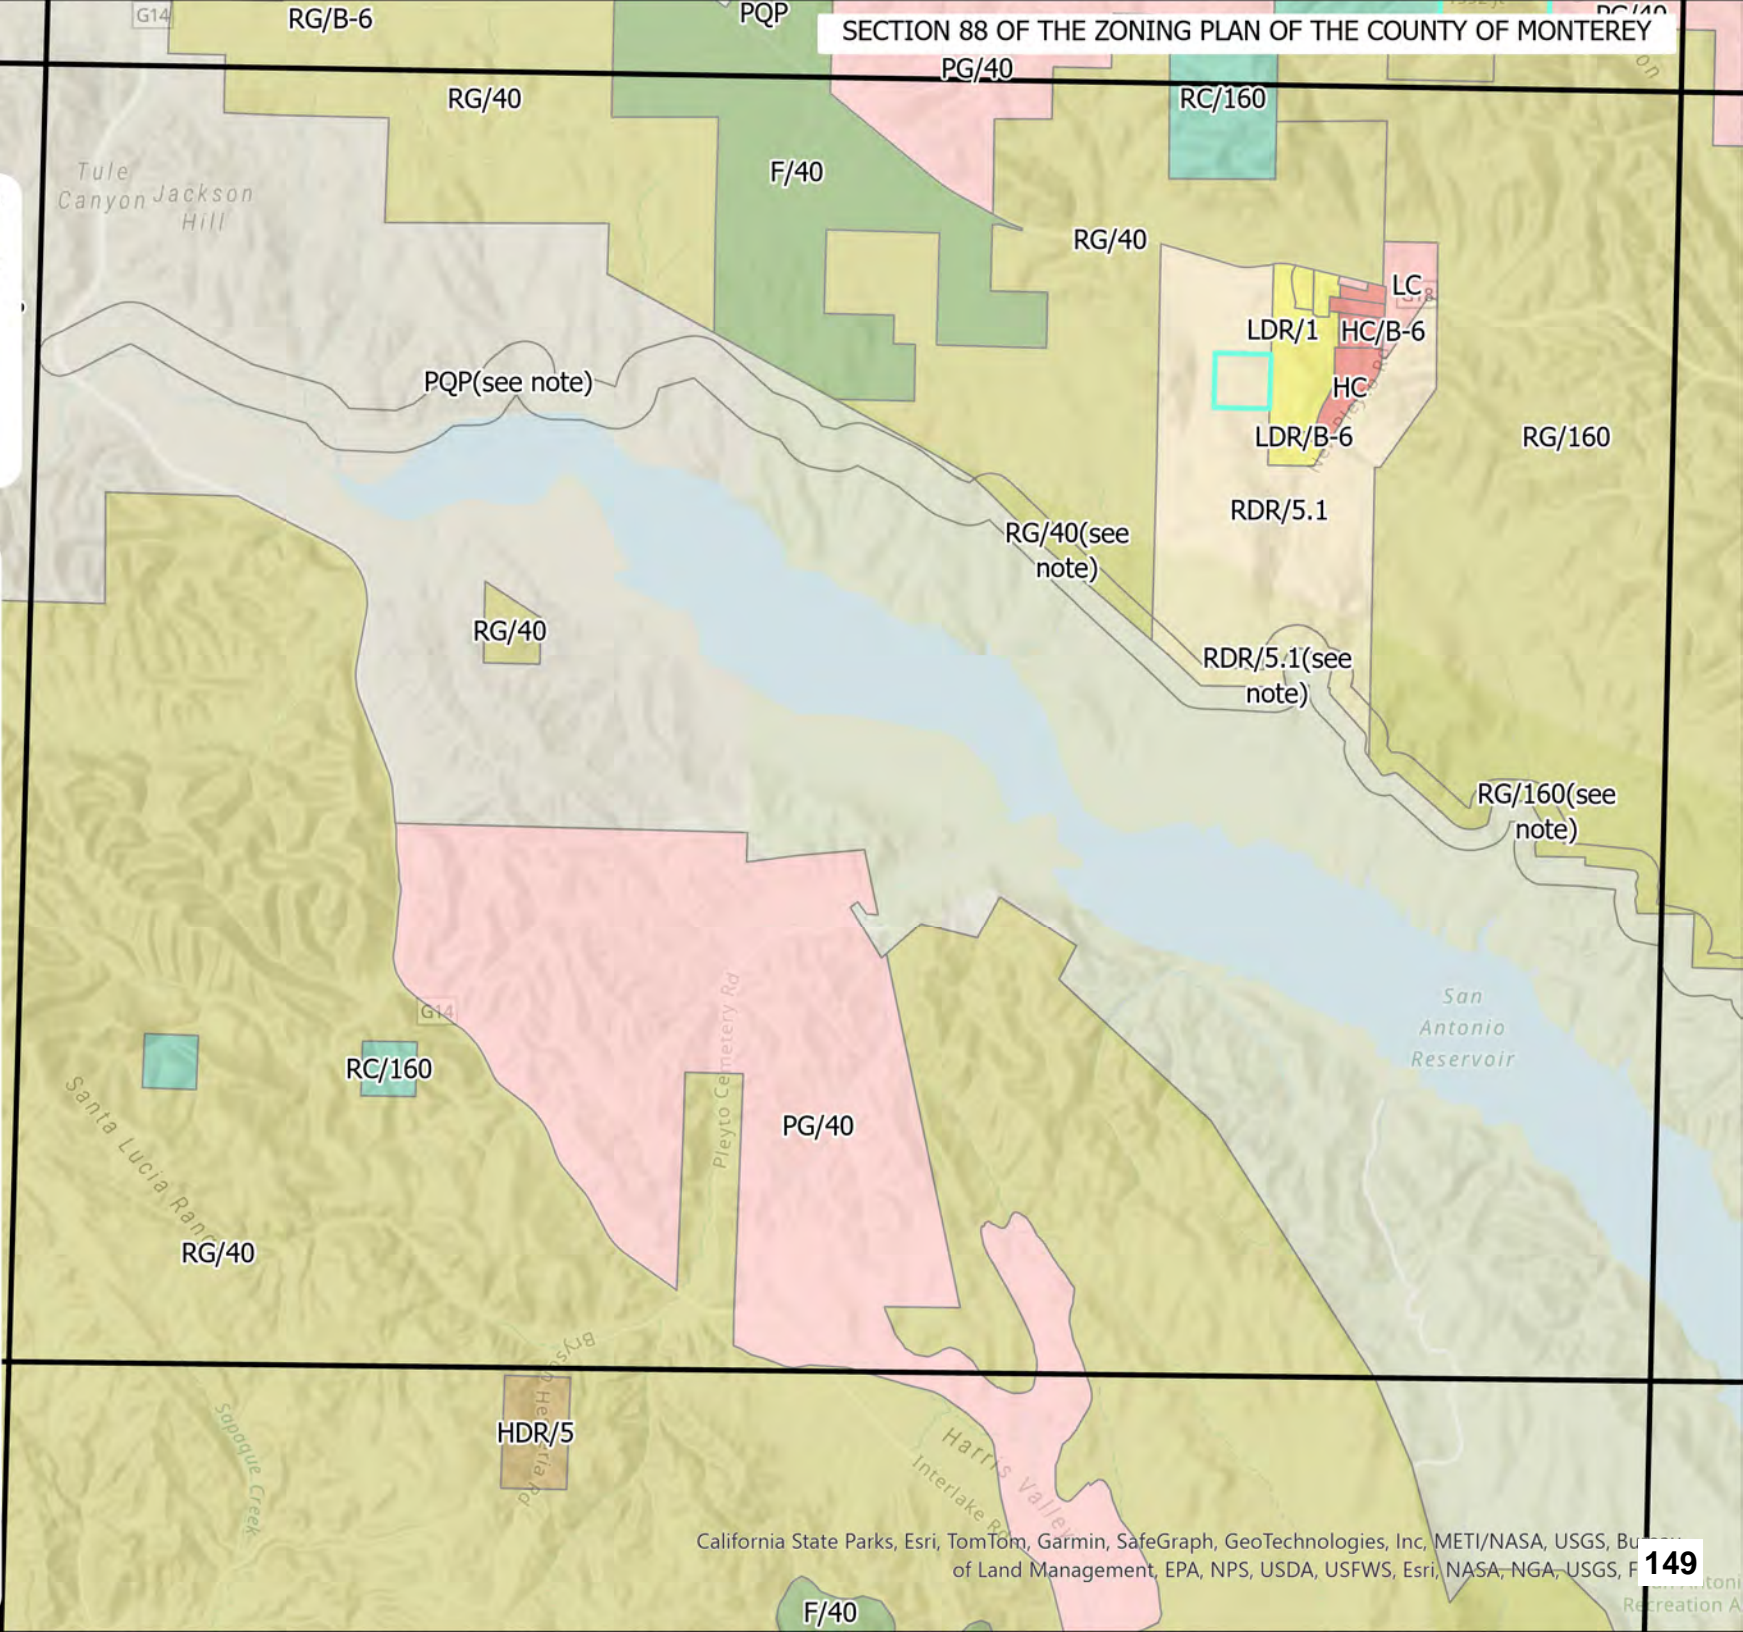 G14
RG/B-6
PQP
SECTION 88 OF THE ZONING PLAN OF THE COUNTY OF MONTEREY
PG/40
RG/40
RC/160
Tule
Canyon
Jackson
Hill
F/40
RG/40
LC
LDR/1
HC/B-6
PQP(see note)
HC
LDR/B-6
RG/160
RDR/5.1
RG/40(see
note)
RG/40
RDR/5.1(see
note)
RG/160(see
note)
San
Antonio
Reservoir
G14
RC/160
Pleyto Cemetery Rd
PG/40
Santa Lucia Rang
RG/40
HDR/5
Sapaque Creek
Harris Valley
Interlake Rd
California State Parks, Esri, TomTom, Garmin, SafeGraph, GeoTechnologies, Inc, METI/NASA, USGS,
of Land Management, EPA, NPS, USDA, USFWS, Esri, NASA, NGA, USGS,
149
F/40
Recreation A